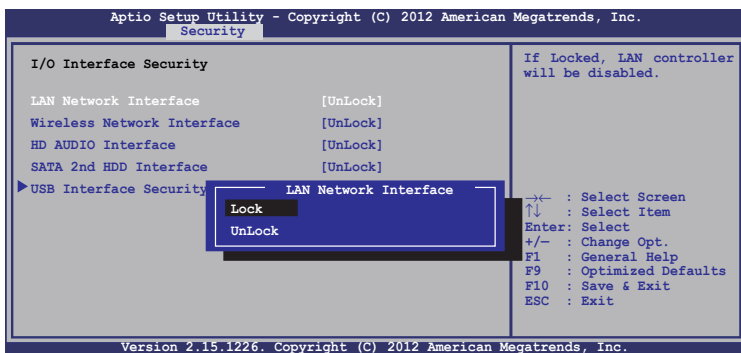 Aptio Setup Utility - Copyright (C) 2012 American Megatrends, Inc.
Security
I/O Interface Security
LAN Network Interface [UnLock]
Wireless Network Interface [UnLock]
HD AUDIO Interface [UnLock]
SATA 2nd HDD Interface [UnLock]
USB Interface Security
LAN Network Interface
Lock
UnLock
If Locked, LAN controller
will be disabled.
→← : Select Screen
↑↓ : Select Item
Enter: Select
+/— : Change Opt.
F1 : General Help
F9 : Optimized Defaults
F10 : Save & Exit
ESC : Exit
Version 2.15.1226. Copyright (C) 2012 American Megatrends, Inc.